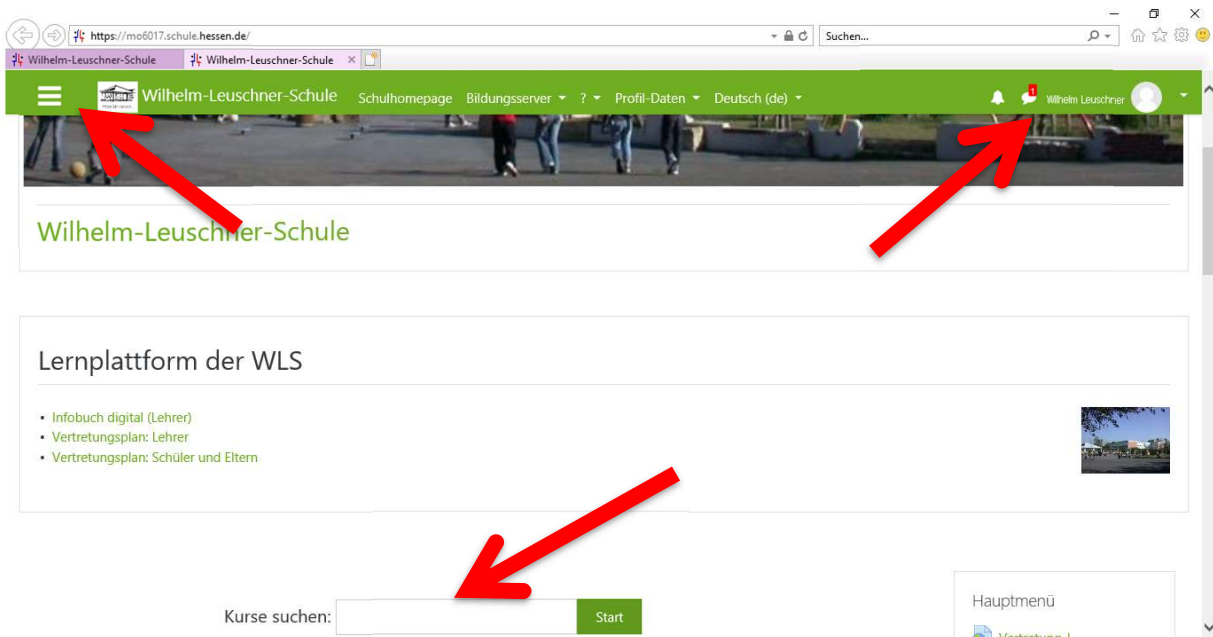 https://mo6017.schule.hessen.de/
Suchen...
Wilhelm-Leuschner-Schule
Wilhelm-Leuschner-Schule
Wilhelm-Leuschner-Schule Schulhomepage Bildungsserver ? Profil-Daten Deutsch (de) 1 Wilhelm Leuschner
Wilhelm-Leuschner-Schule
Lernplattform der WLS
• Infobuch digital (Lehrer)
• Vertretungsplan: Lehrer
• Vertretungsplan: Schüler und Eltern
Kurse suchen:
Start
Hauptmenü